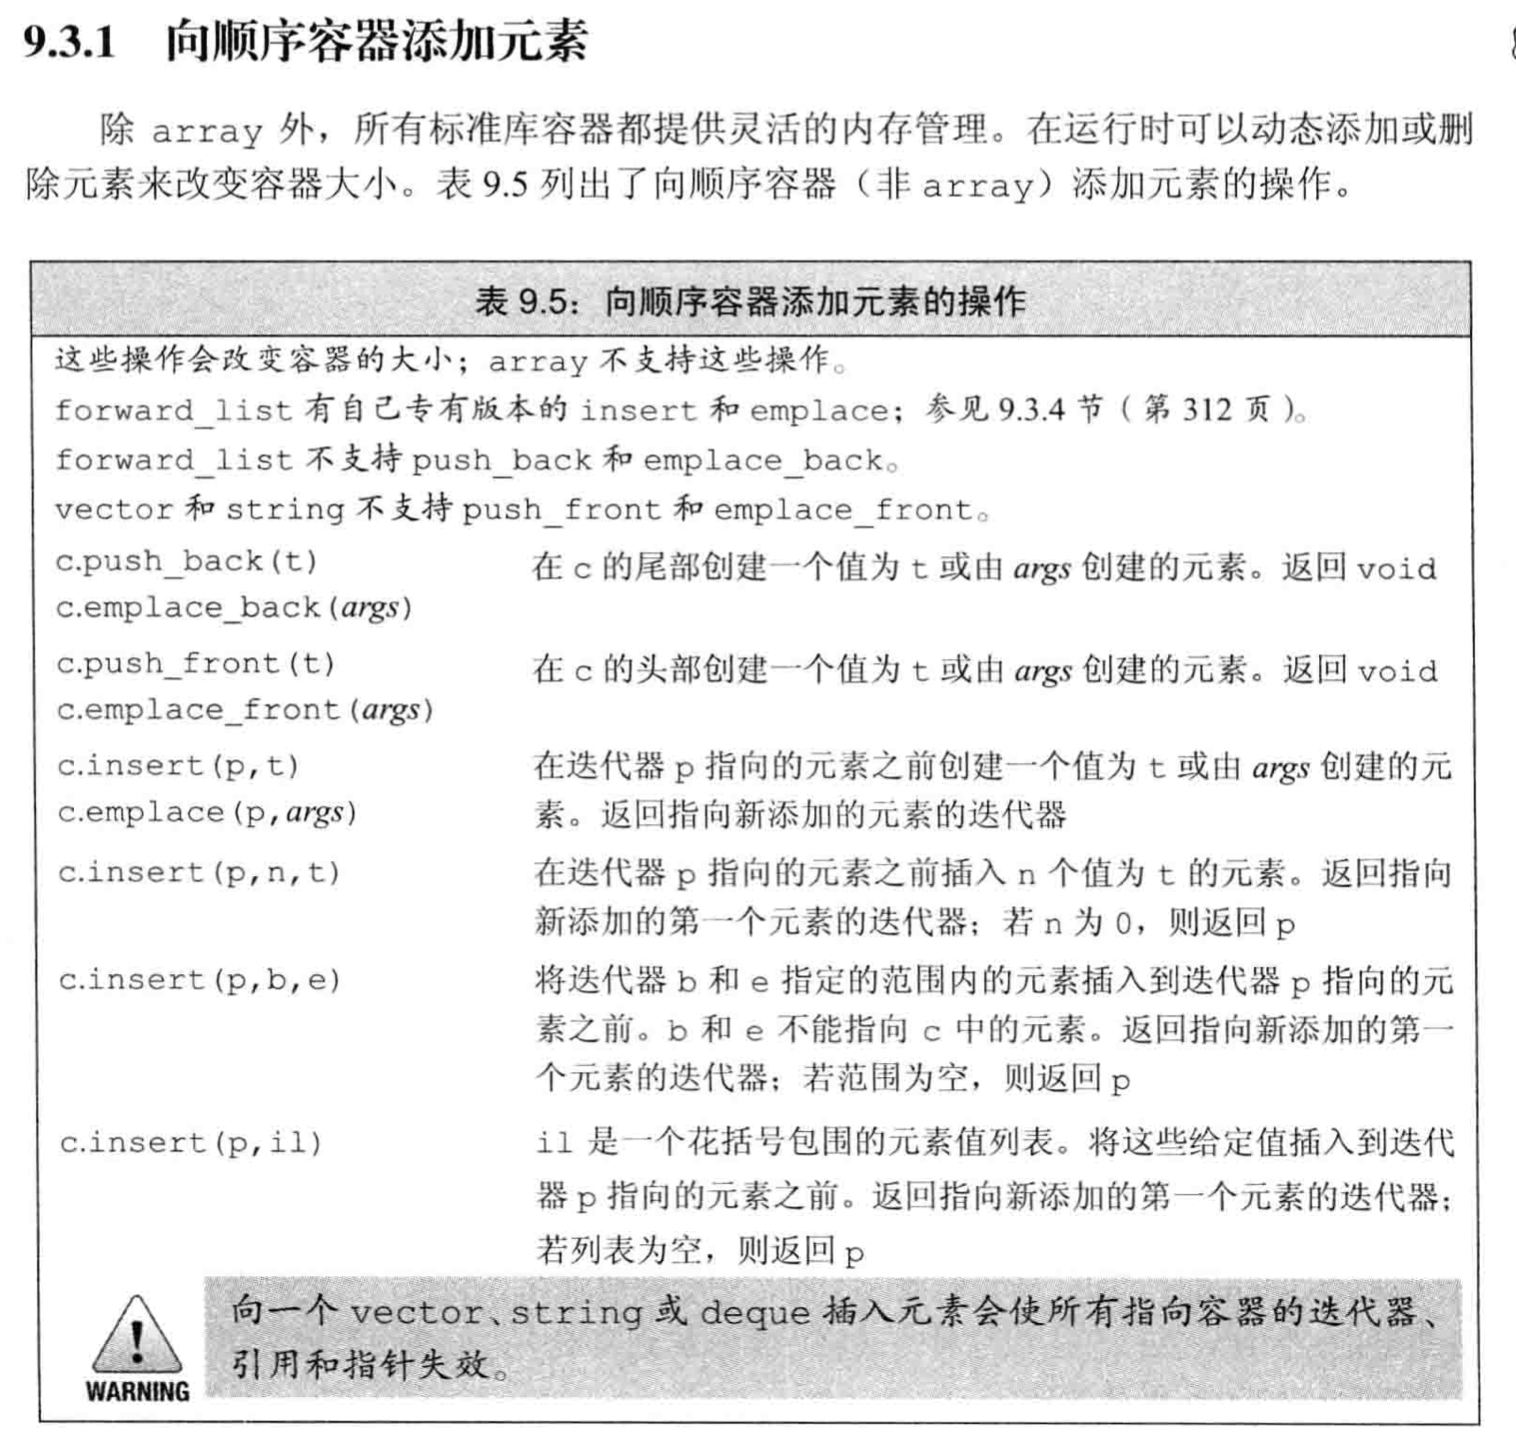 9.3.1 向顺序容器添加元素
除 array 外，所有标准库容器都提供灵活的内存管理。在运行时可以动态添加或删
除元素来改变容器大小。表 9.5 列出了向顺序容器（非 array）添加元素的操作。
表 9.5：向顺序容器添加元素的操作
这些操作会改变容器的大小；array 不支持这些操作。
forward_list 有自己专有版本的 insert 和 emplace；参见 9.3.4 节（第 312 页）。
forward_list 不支持 push_back 和 emplace_back。
vector 和 string 不支持 push_front 和 emplace_front。
c.push_back(t) 在 c 的尾部创建一个值为 t 或由 args 创建的元素。返回 void
c.emplace_back(args)
c.push_front(t) 在 c 的头部创建一个值为 t 或由 args 创建的元素。返回 void
c.emplace_front(args)
c.insert(p,t) 在迭代器 p 指向的元素之前创建一个值为 t 或由 args 创建的元
c.emplace(p,args) 素。返回指向新添加的元素的迭代器
c.insert(p,n,t) 在迭代器 p 指向的元素之前插入 n 个值为 t 的元素。返回指向
新添加的第一个元素的迭代器；若 n 为 0，则返回 p
c.insert(p,b,e) 将迭代器 b 和 e 指定的范围内的元素插入到迭代器 p 指向的元
素之前。b 和 e 不能指向 c 中的元素。返回指向新添加的第一
个元素的迭代器；若范围为空，则返回 p
c.insert(p,il) il 是一个花括号包围的元素值列表。将这些给定值插入到迭代
器 p 指向的元素之前。返回指向新添加的第一个元素的迭代器；
若列表为空，则返回 p
向一个 vector、string 或 deque 插入元素会使所有指向容器的迭代器、
引用和指针失效。
WARNING